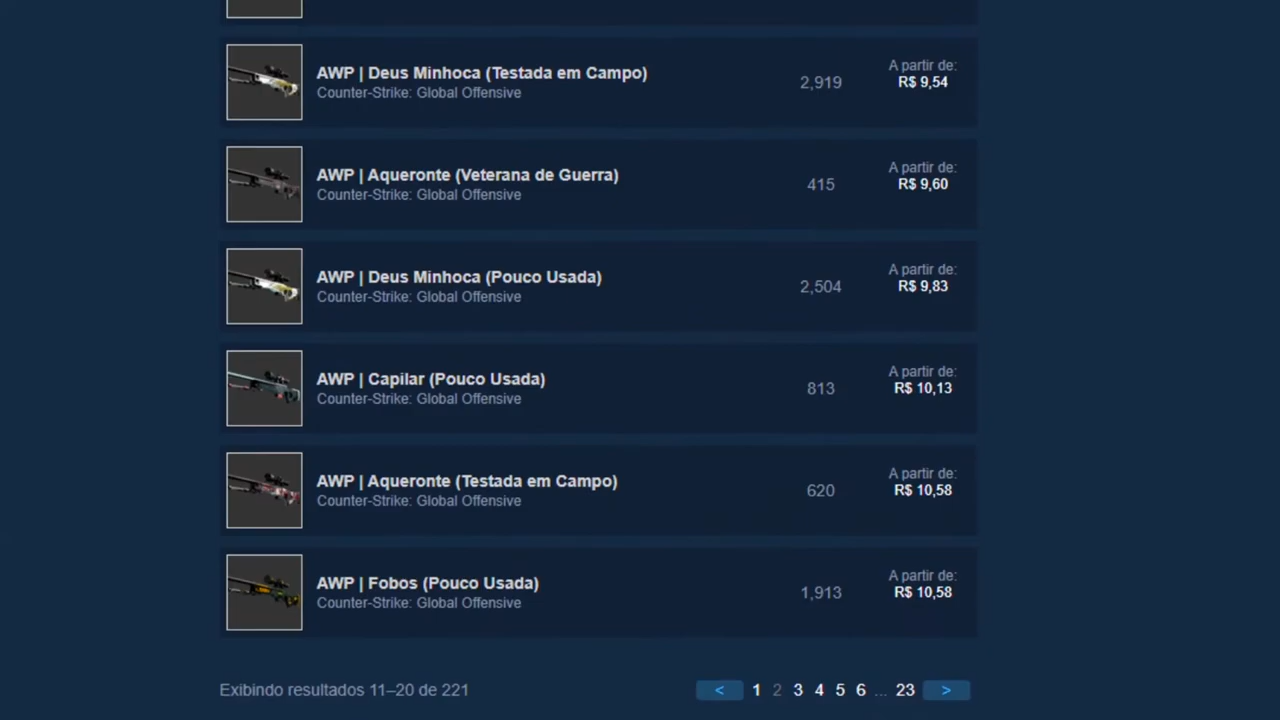 AWP | Deus Minhoca (Testada em Campo)
Counter-Strike: Global Offensive
2,919
A partir de:
R$ 9,54
AWP | Aqueronte (Veterana de Guerra)
Counter-Strike: Global Offensive
415
A partir de:
R$ 9,60
AWP | Deus Minhoca (Pouco Usada)
Counter-Strike: Global Offensive
2,504
A partir de:
R$ 9,83
AWP | Capilar (Pouco Usada)
Counter-Strike: Global Offensive
813
A partir de:
R$ 10,13
AWP | Aqueronte (Testada em Campo)
Counter-Strike: Global Offensive
620
A partir de:
R$ 10,58
AWP | Fobos (Pouco Usada)
Counter-Strike: Global Offensive
1,913
A partir de:
R$ 10,58
Exibindo resultados 11–20 de 221
< 1 2 3 4 5 6 ... 23 >